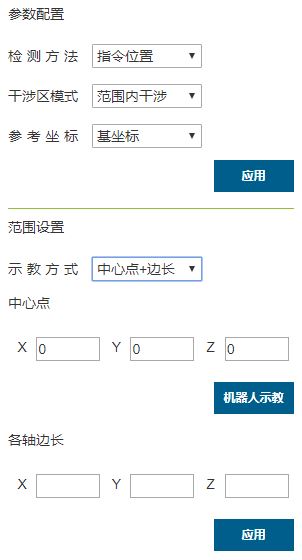 参数配置
检测方法 指令位置
干涉区模式 范围内干涉
参考坐标 基坐标
应用
范围设置
示教方式 中心点+边长
中心点
X 0 Y 0 Z 0
机器人示教
各轴边长
X Y Z
应用